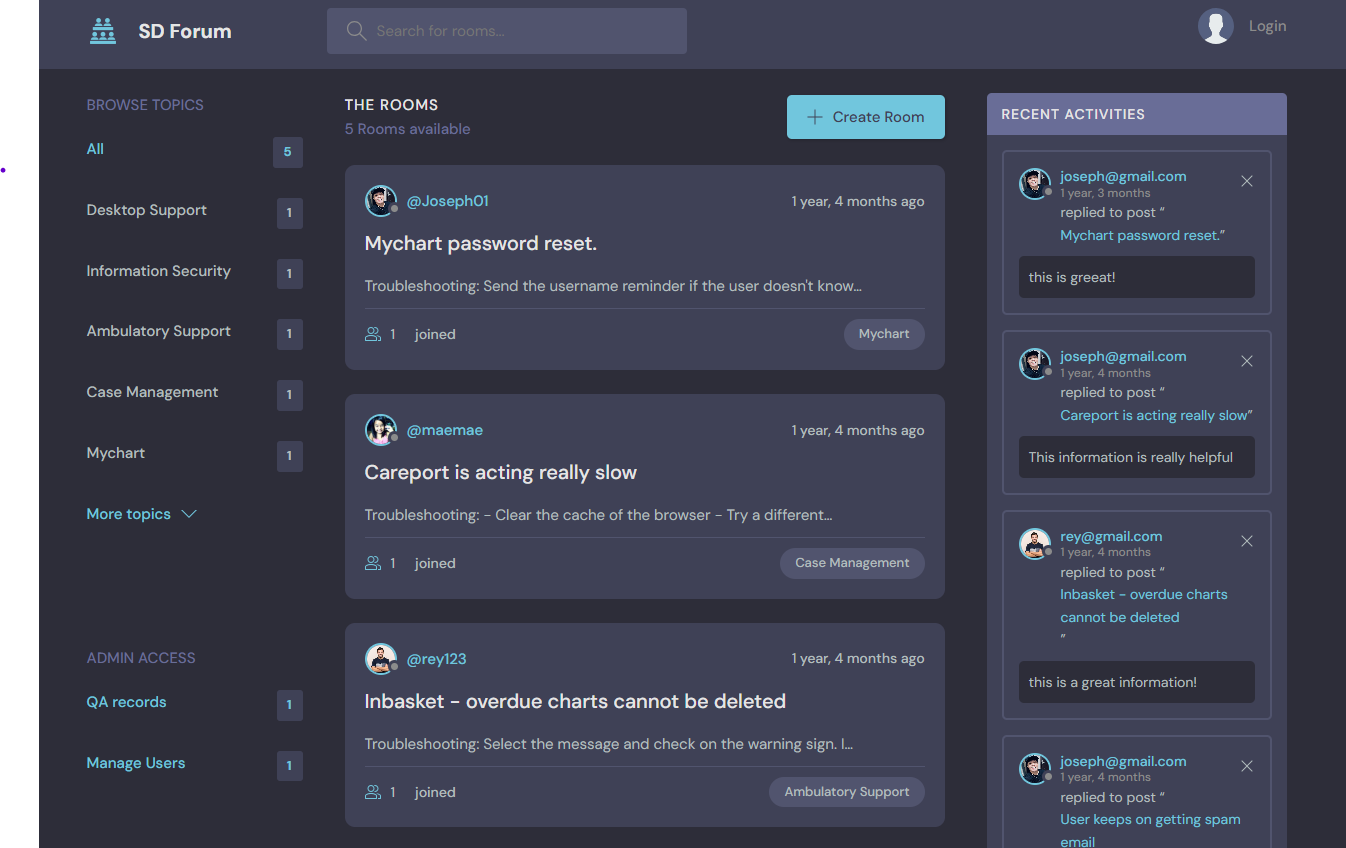 SD Forum
Search for rooms...
Login
BROWSE TOPICS
All
5
Desktop Support
1
Information Security
1
Ambulatory Support
1
Case Management
1
Mychart
1
More topics
ADMIN ACCESS
QA records
1
Manage Users
1
THE ROOMS
5 Rooms available
Create Room
@Joseph01
1 year, 4 months ago
Mychart password reset.
Troubleshooting: Send the username reminder if the user doesn't know...
1 joined
Mychart
@maemae
1 year, 4 months ago
Careport is acting really slow
Troubleshooting: - Clear the cache of the browser - Try a different...
1 joined
Case Management
@rey123
1 year, 4 months ago
Inbasket - overdue charts cannot be deleted
Troubleshooting: Select the message and check on the warning sign. I...
1 joined
Ambulatory Support
RECENT ACTIVITIES
joseph@gmail.com
1 year, 3 months
replied to post “
Mychart password reset.”
this is greeat!
joseph@gmail.com
1 year, 4 months
replied to post “
Careport is acting really slow”
This information is really helpful
rey@gmail.com
1 year, 4 months
replied to post “
Inbasket - overdue charts
cannot be deleted
”
this is a great information!
joseph@gmail.com
1 year, 4 months
replied to post “
User keeps on getting spam
email